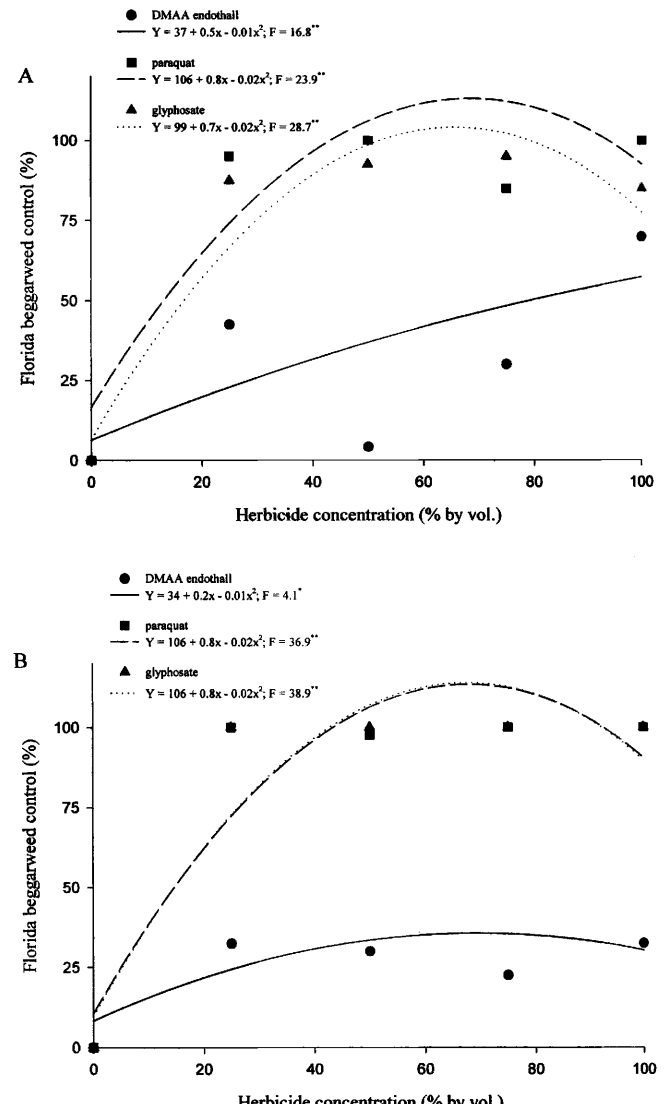 DMAA endothall
Y = 37 + 0.5x - 0.01x²; F = 16.8**
A
paraquat
Y = 106 + 0.8x - 0.02x²; F = 23.9**
glyphosate
Y = 99 + 0.7x - 0.02x²; F = 28.7**
100
75
50
25
0
Florida beggarweed control (%)
0 20 40 60 80 100
Herbicide concentration (% by vol.)
DMAA endothall
Y = 34 + 0.2x - 0.01x²; F = 4.1*
paraquat
Y = 106 + 0.8x - 0.02x²; F = 36.9**
B
glyphosate
Y = 106 + 0.8x - 0.02x²; F = 38.9**
100
75
50
25
0
Florida beggarweed control (%)
0 20 40 60 80 100
Herbicide concentration (% by vol.)